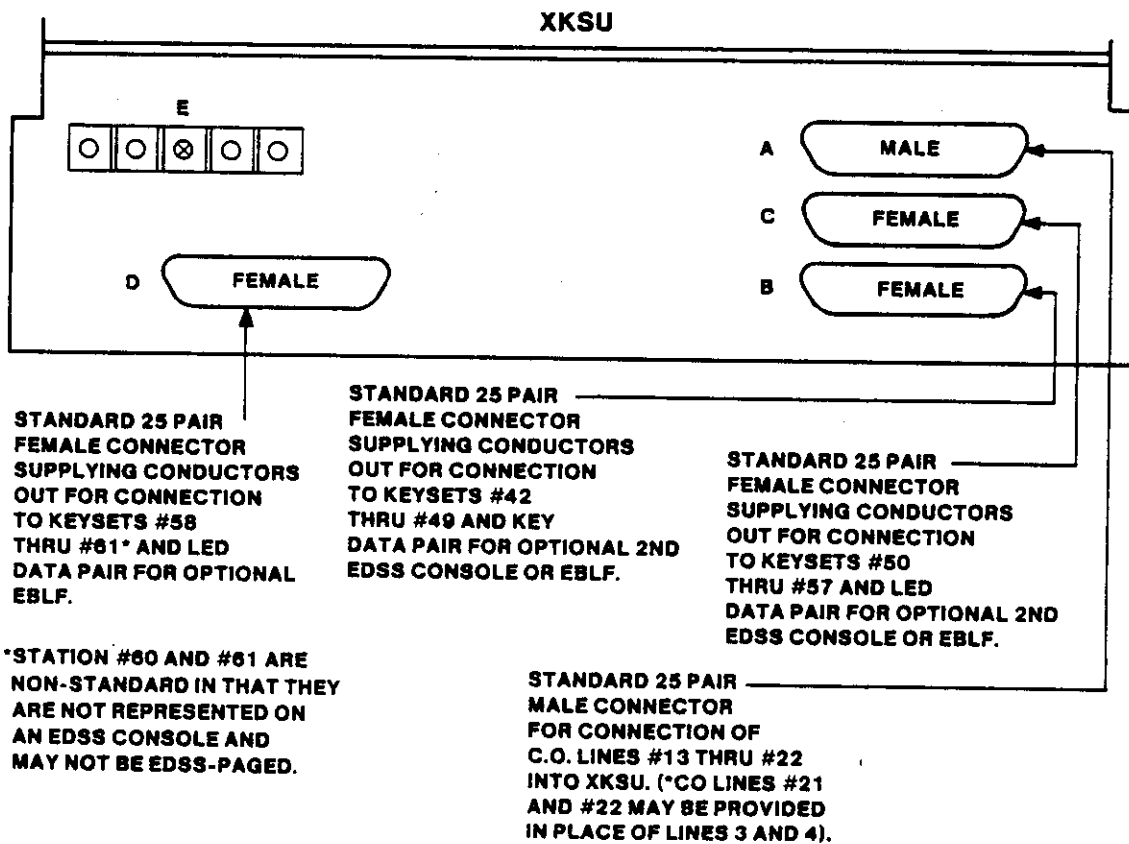 XKSU
E
A MALE
C FEMALE
D FEMALE
B FEMALE
STANDARD 25 PAIR
FEMALE CONNECTOR
SUPPLYING CONDUCTORS
OUT FOR CONNECTION
TO KEYSETS #58
THRU #61* AND LED
DATA PAIR FOR OPTIONAL
EBLF.
*STATION #60 AND #61 ARE
NON-STANDARD IN THAT THEY
ARE NOT REPRESENTED ON
AN EDSS CONSOLE AND
MAY NOT BE EDSS-PAGED.
STANDARD 25 PAIR
FEMALE CONNECTOR
SUPPLYING CONDUCTORS
OUT FOR CONNECTION
TO KEYSETS #42
THRU #49 AND KEY
DATA PAIR FOR OPTIONAL 2ND
EDSS CONSOLE OR EBLF.
STANDARD 25 PAIR
FEMALE CONNECTOR
SUPPLYING CONDUCTORS
OUT FOR CONNECTION
TO KEYSETS #50
THRU #57 AND LED
DATA PAIR FOR OPTIONAL 2ND
EDSS CONSOLE OR EBLF.
STANDARD 25 PAIR
MALE CONNECTOR
FOR CONNECTION OF
C.O. LINES #13 THRU #22
INTO XKSU. (*CO LINES #21
AND #22 MAY BE PROVIDED
IN PLACE OF LINES 3 AND 4).